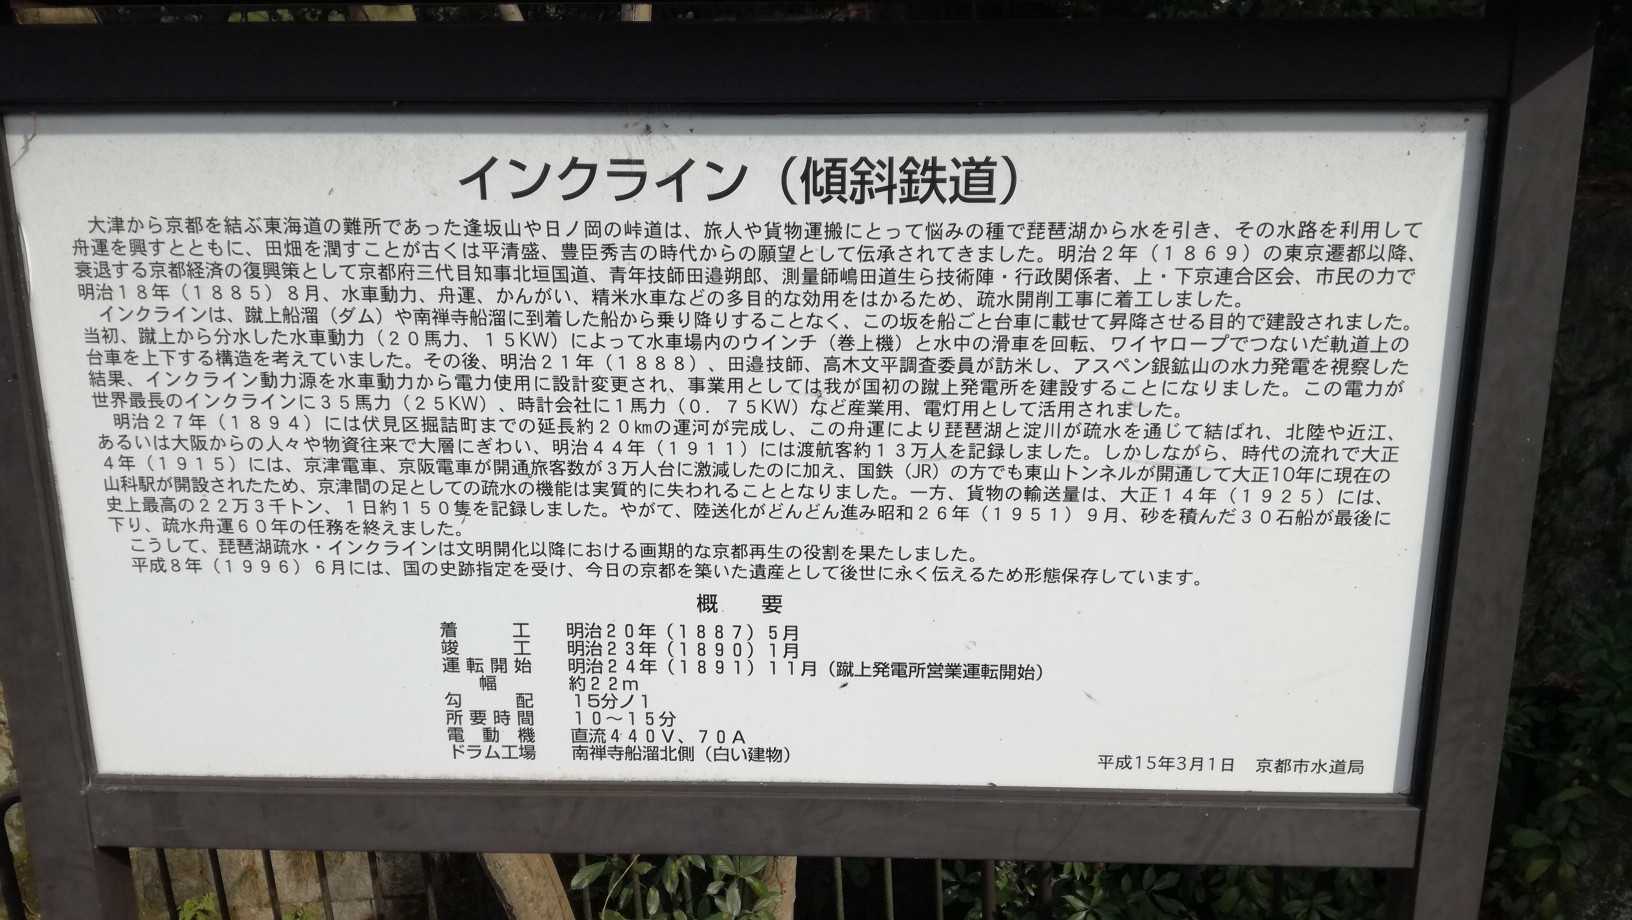 インクライン（傾斜鉄道）
大津から京都を結ぶ東海道の難所であった逢坂山や日ノ岡の峠道は、旅人や貨物運搬にとって悩みの種で琵琶湖から水を引き、その水路を利用して
舟運を興すとともに、田畑を潤すことが古くは平清盛、豊臣秀吉の時代からの願望として伝承されてきました。明治２年（１８６９）の東京遷都以降、
衰退する京都経済の復興策として京都府三代目知事北垣国道、青年技師田邉朔郎、測量師嶋田道生ら技術陣・行政関係者、上・下京連合区会、市民の力で
明治１８年（１８８５）８月、水車動力、舟運、かんがい、精米水車などの多目的な効用をはかるため、疏水開削工事に着工しました。
インクラインは、蹴上船溜（ダム）や南禅寺船溜に到着した船から乗り降りすることなく、この坂を船ごと台車に載せて昇降させる目的で建設されました。
当初、蹴上から分水した水車動力（２０馬力、１５KW）によって水車場内のウインチ（巻上機）と水中の滑車を回転、ワイヤロープでつないだ軌道上の
台車を上下する構造を考えていました。その後、明治２１年（１８８８）、田邉技師、高木文平調査委員が訪米し、アスペン銀鉱山の水力発電を視察した
結果、インクライン動力源を水車動力から電力使用に設計変更され、事業用としては我が国初の蹴上発電所を建設することになりました。この電力が
世界最長のインクラインに３５馬力（２５KW）、時計会社に１馬力（０．７５KW）など産業用、電灯用として活用されました。
明治２７年（１８９４）には伏見区堀詰町までの延長約２０㎞の運河が完成し、この舟運により琵琶湖と淀川が疏水を通じて結ばれ、北陸や近江、
あるいは大阪からの人々や物資往来で大層にぎわい、明治４４年（１９１１）には渡航客約１３万人を記録しました。しかしながら、時代の流れで大正
４年（１９１５）には、京津電車、京阪電車が開通旅客数が３万人台に激減したのに加え、国鉄（JR）の方でも東山トンネルが開通して大正10年に現在の
山科駅が開設されたため、京津間の足としての疏水の機能は実質的に失われることとなりました。一方、貨物の輸送量は、大正１４年（１９２５）には、
史上最高の２２万３千トン、１日約１５０隻を記録しました。やがて、陸送化がどんどん進み昭和２６年（１９５１）９月、砂を積んだ３０石船が最後に
下り、疏水舟運６０年の任務を終えました。
こうして、琵琶湖疏水・インクラインは文明開化以降における画期的な京都再生の役割を果たしました。
平成８年（１９９６）６月には、国の史跡指定を受け、今日の京都を築いた遺産として後世に永く伝えるため形態保存しています。
概　要
着　工　明治２０年（１８８７）５月
竣　工　明治２３年（１８９０）１月
運転開始　明治２４年（１８９１）１１月（蹴上発電所営業運転開始）
幅　約２２ｍ
勾　配　15分ノ１
所要時間　１０～１５分
電動機　直流４４０Ｖ、７０Ａ
ドラム工場　南禅寺船溜北側（白い建物）
平成15年3月1日　京都市水道局